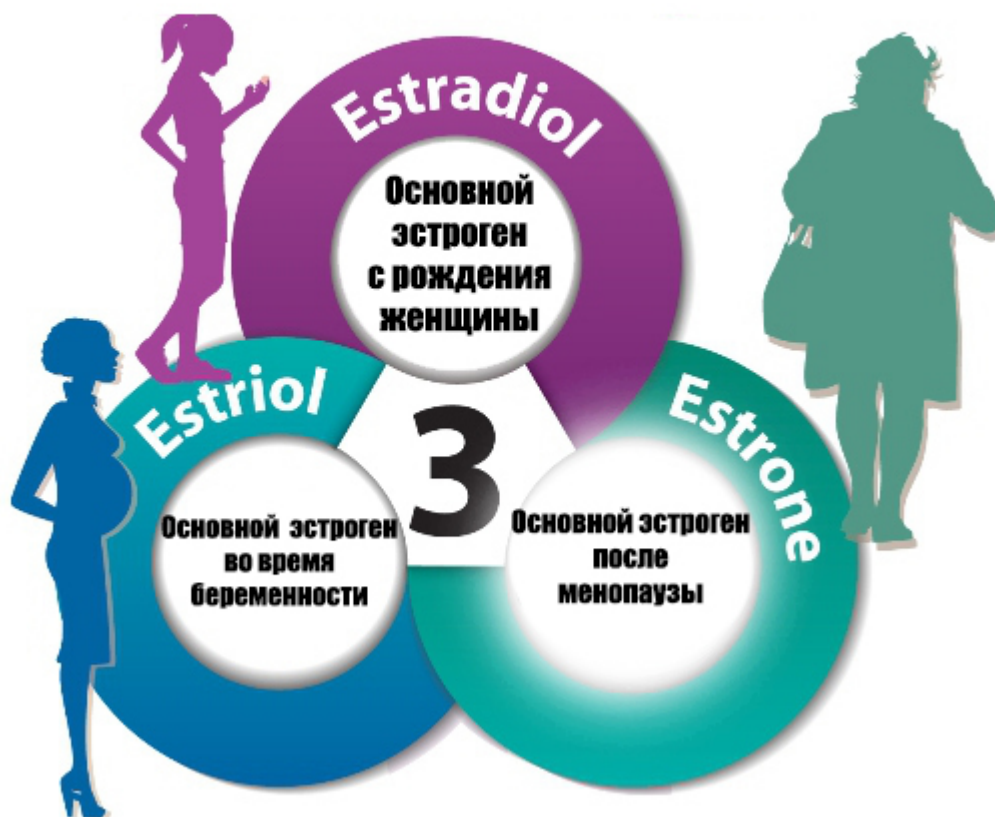 Estradiol
Основной
эстроген
с рождения
женщины
Estriol
3
Estrone
Основной эстроген
во время
беременности
Основной эстроген
после
менопаузы